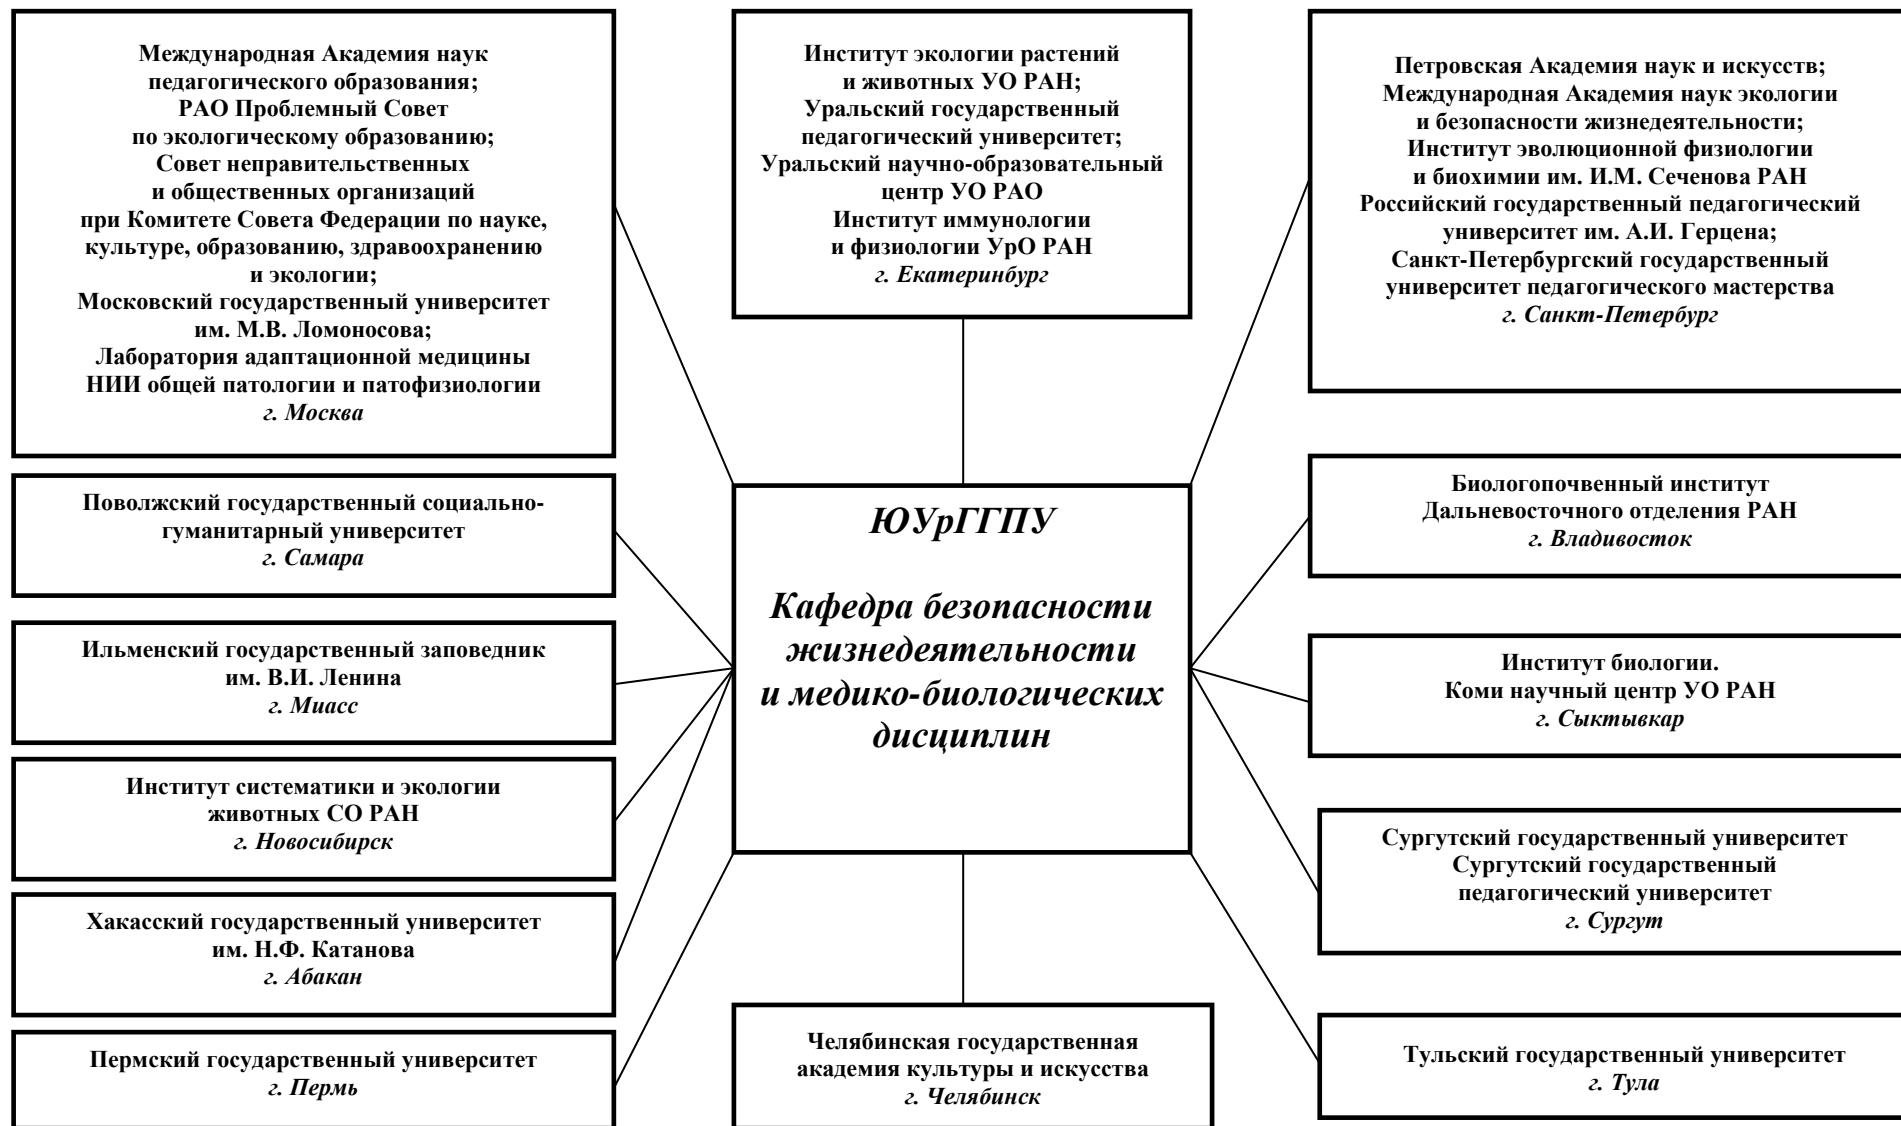 Международная Академия наук
педагогического образования;
РАО Проблемный Совет
по экологическому образованию;
Совет неправительственных
и общественных организаций
при Комитете Совета Федерации по науке,
культуре, образованию, здравоохранению
и экологии;
Московский государственный университет
им. М.В. Ломоносова;
Лаборатория адаптационной медицины
НИИ общей патологии и патофизиологии
г. Москва
Институт экологии растений
и животных УО РАН;
Уральский государственный
педагогический университет;
Уральский научно-образовательный
центр УО РАО
Институт иммунологии
и физиологии УрО РАН
г. Екатеринбург
Петровская Академия наук и искусств;
Международная Академия наук экологии
и безопасности жизнедеятельности;
Институт эволюционной физиологии
и биохимии им. И.М. Сеченова РАН
Российский государственный педагогический
университет им. А.И. Герцена;
Санкт-Петербургский государственный
университет педагогического мастерства
г. Санкт-Петербург
Поволжский государственный социально-
гуманитарный университет
г. Самара
Ильменский государственный заповедник
им. В.И. Ленина
г. Миасс
Институт систематики и экологии
животных СО РАН
г. Новосибирск
Хакасский государственный университет
им. Н.Ф. Катанова
г. Абакан
Пермский государственный университет
г. Пермь
ЮУрГГПУ
Кафедра безопасности
жизнедеятельности
и медико-биологических
дисциплин
Челябинская государственная
академия культуры и искусства
г. Челябинск
Биологопочвенный институт
Дальневосточного отделения РАН
г. Владивосток
Институт биологии.
Коми научный центр УО РАН
г. Сыктывкар
Сургутский государственный университет
Сургутский государственный
педагогический университет
г. Сургут
Тульский государственный университет
г. Тула